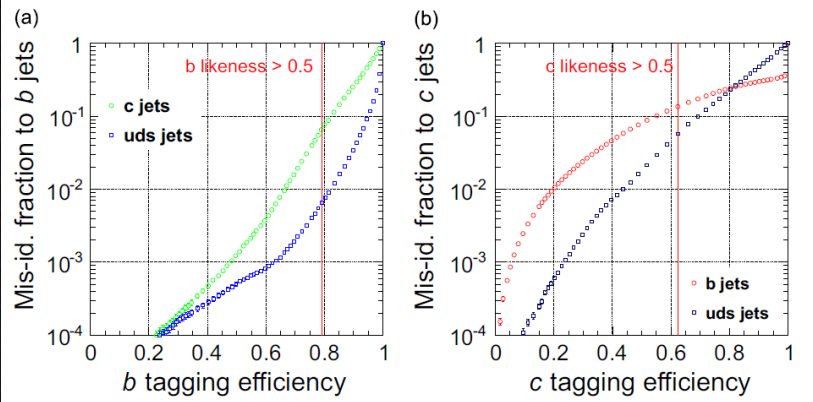 (a)
Mis-id. fraction to b jets
1
10⁻¹
10⁻²
10⁻³
10⁻⁴
b likeness > 0.5
c jets
uds jets
0 0.2 0.4 0.6 0.8 1
b tagging efficiency
(b)
Mis-id. fraction to c jets
1
10⁻¹
10⁻²
10⁻³
10⁻⁴
c likeness > 0.5
b jets
uds jets
0 0.2 0.4 0.6 0.8 1
c tagging efficiency